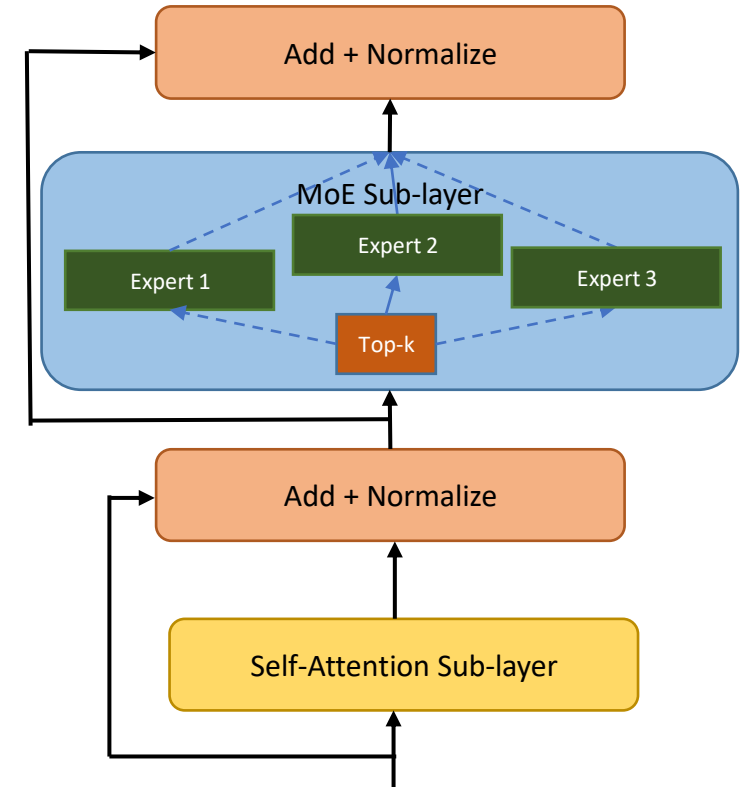 Add + Normalize
MoE Sub-layer
Expert 1
Expert 2
Expert 3
Top-k
Add + Normalize
Self-Attention Sub-layer